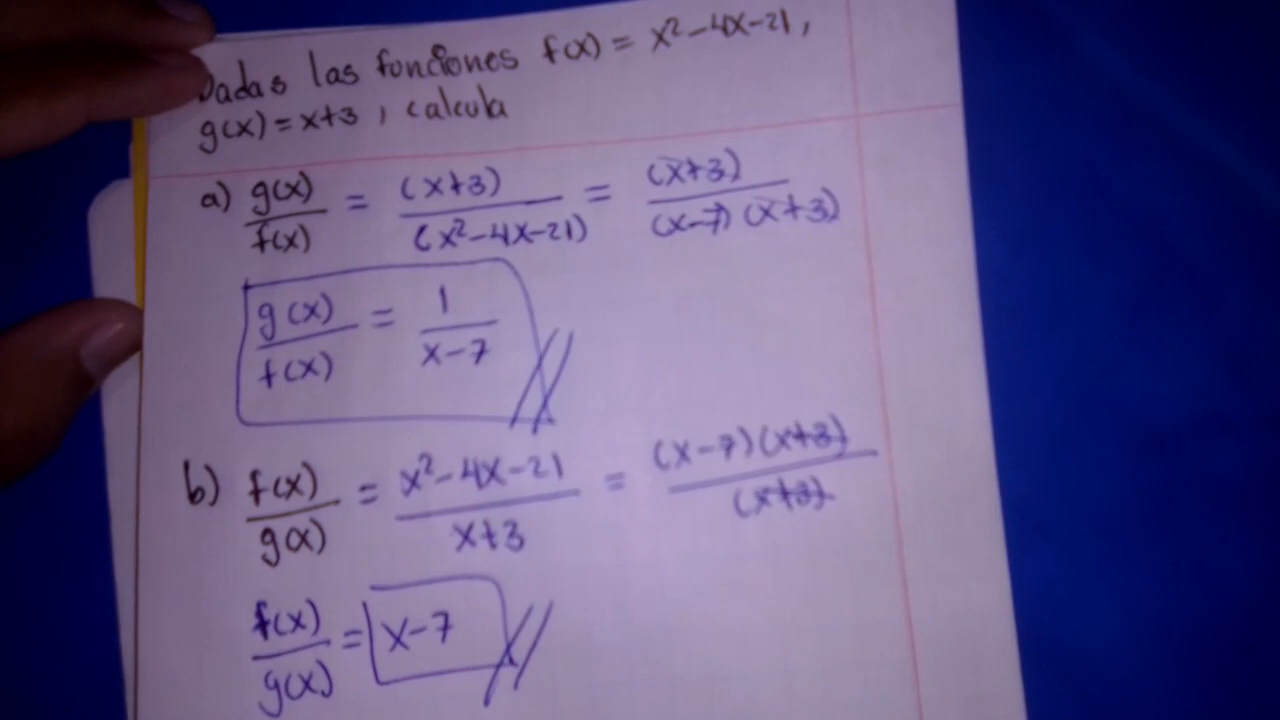 Dadas las funciones f(x) = x² - 4x - 21,
g(x) = x+3, calcula
a) g(x)/f(x) = (x+3)/(x² - 4x - 21) = (x+3)/((x-7)(x+3))
g(x)/f(x) = 1/(x-7)
b) f(x)/g(x) = (x² - 4x - 21)/(x+3) = ((x-7)(x+3))/(x+3)
f(x)/g(x) = x-7